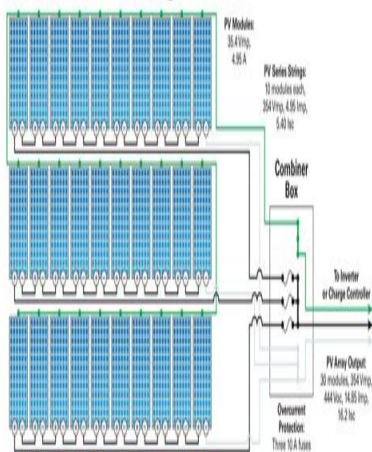 PV Modules:
35.4 Vmp,
4.95 A
PV Series Strings:
10 modules each,
354 Vmp, 4.95 Imp,
5.40 Isc
Combiner
Box
To Inverter
or Charge Controller
PV Array Output:
30 modules, 354 Vmp,
444 Voc, 14.85 Imp,
16.2 Isc
Overcurrent
Protection:
Three 10 A fuses